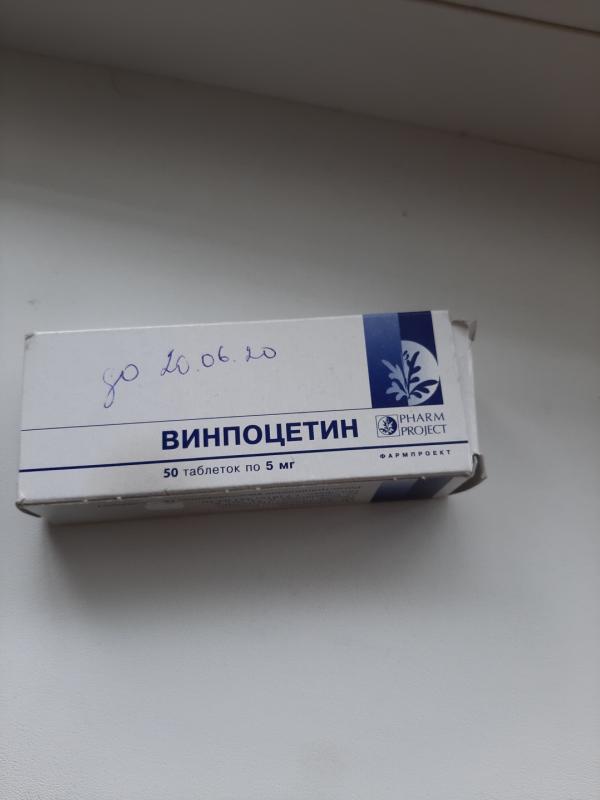 до 20.06.20
ВИНПОЦЕТИН
PHARM
PROJECT
ФАРМПРОЕКТ
50 таблеток по 5 мг